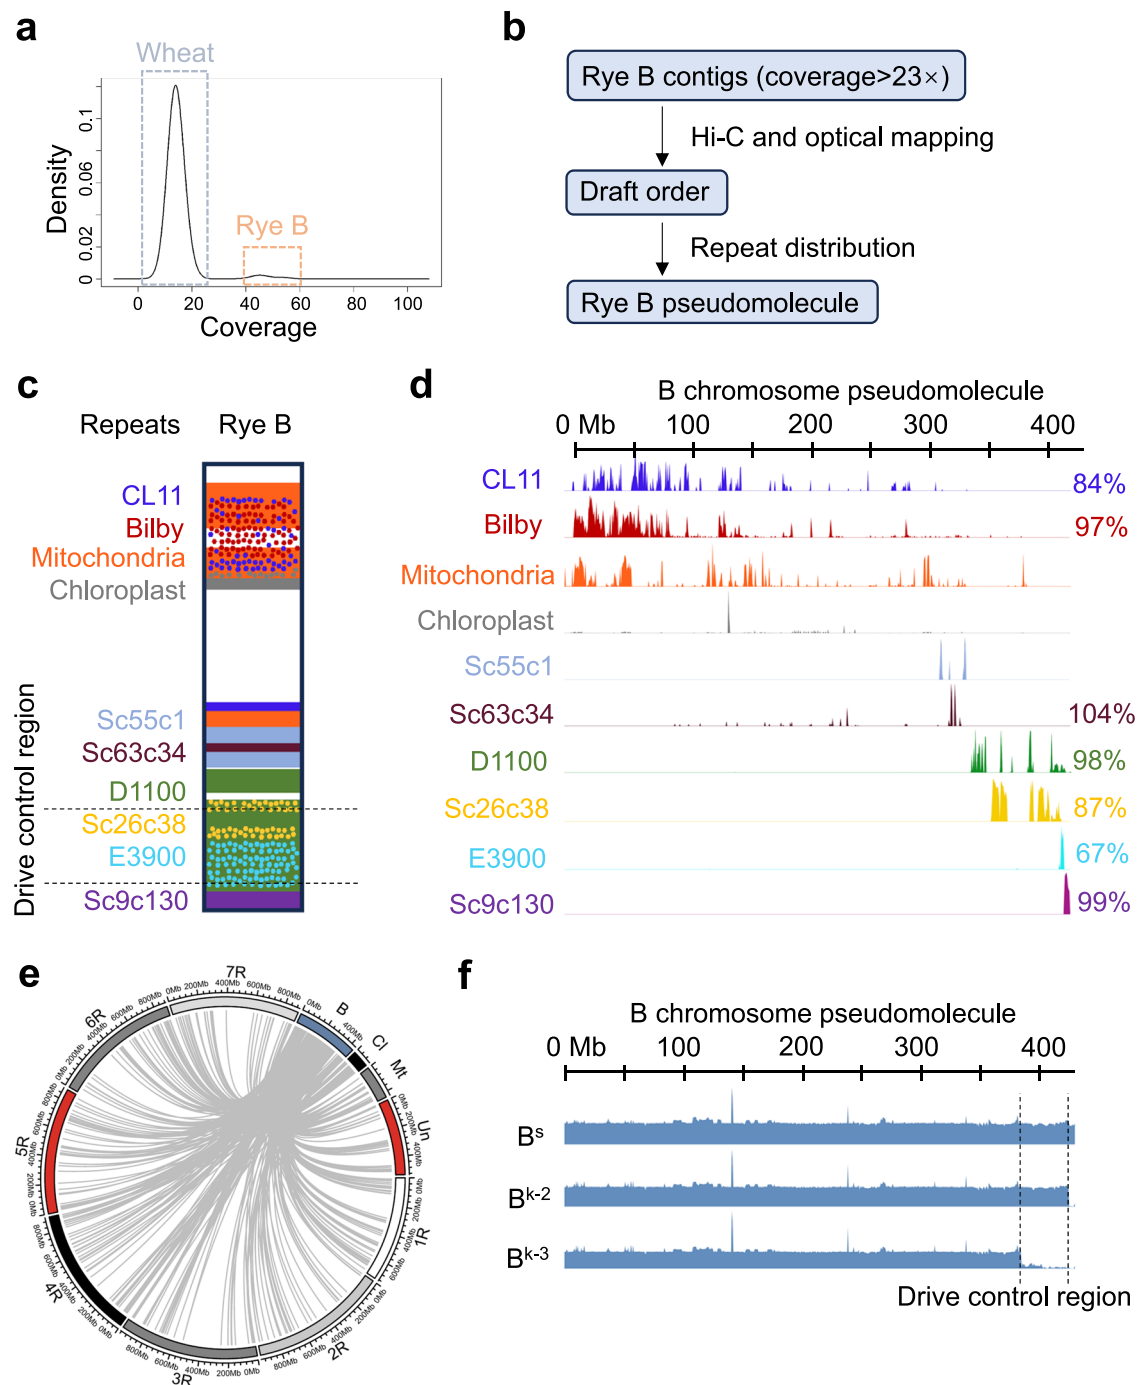 a
Wheat
Rye B
Density
0
0.02
0.06
0.1
0 20 40 60 80 100
Coverage
b
Rye B contigs (coverage>23×)
Hi-C and optical mapping
Draft order
Repeat distribution
Rye B pseudomolecule
c
Repeats Rye B
CL11
Bilby
Mitochondria
Chloroplast
Sc55c1
Sc63c34
D1100
Sc26c38
E3900
Sc9c130
Drive control region
d
B chromosome pseudomolecule
0 Mb 100 200 300 400
CL11 84%
Bilby 97%
Mitochondria
Chloroplast
Sc55c1
Sc63c34 104%
D1100 98%
Sc26c38 87%
E3900 67%
Sc9c130 99%
e
7R
B
Cl
Mt
Un
1R
2R
3R
4R
5R
6R
f
B chromosome pseudomolecule
0 Mb 100 200 300 400
Bˢ
Bᵏ⁻²
Bᵏ⁻³
Drive control region